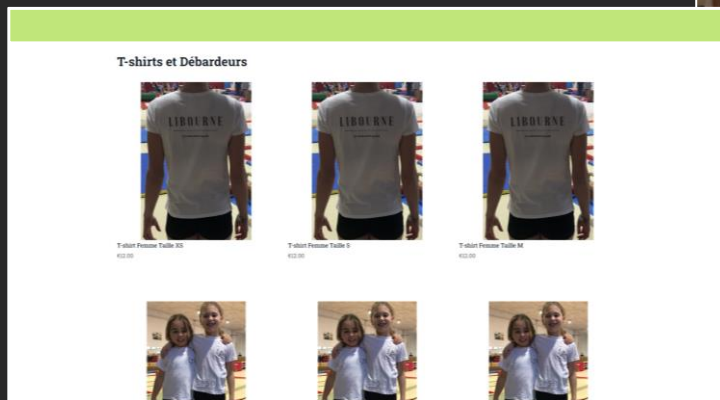 T-shirts et Débardeurs
LIBOURNE
LIBOURNE
LIBOURNE
T-shirt Femme Taille XS
T-shirt Femme Taille S
T-shirt Femme Taille M
€12.00
€12.00
€12.00